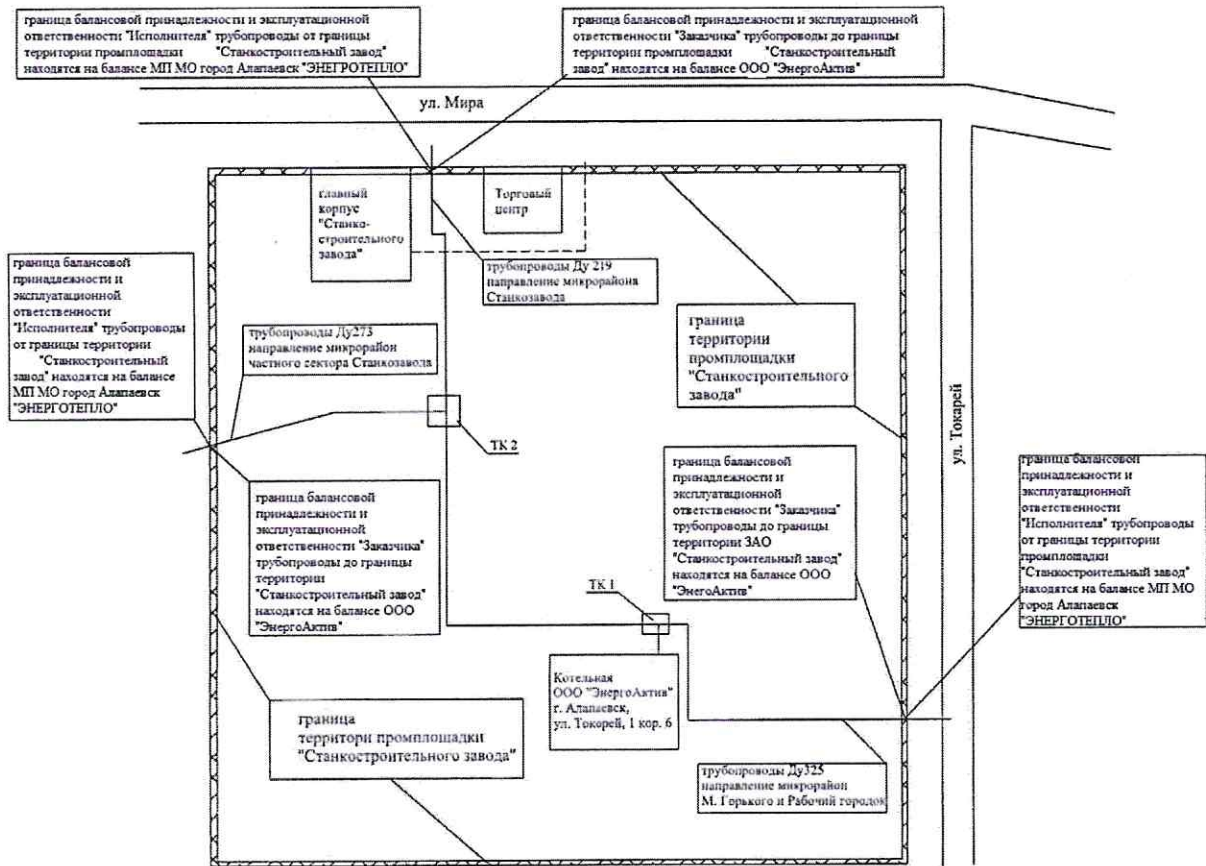 граница балансовой принадлежности и эксплуатационной
ответственности "Исполнителя" трубопроводы от границы
территории промплощадки "Станкостроительный завод"
находятся на балансе МП МО город Алапаевск "ЭНЕГРОТЕПЛО"
граница балансовой принадлежности и эксплуатационной
ответственности "Заказчика" трубопроводы до границы
территории промплощадки "Станкостроительный
завод" находятся на балансе ООО "ЭнергоАктив"
ул. Мира
главный
корпус
"Станко-
строительного
завода"
Торговый
центр
трубопроводы Ду 219
направление микрорайона
Станкозавода
граница балансовой
принадлежности и
эксплуатационной
ответственности
"Исполнителя" трубопроводы
от границы территории
"Станкостроительный
завод" находятся на балансе
МП МО город Алапаевск
"ЭНЕРГОТЕПЛО"
трубопроводы Ду273
направление микрорайон
частного сектора Станкозавода
граница
территории
промплощадки
"Станкостроительного
завода"
ТК 2
ул. Токарей
граница балансовой
принадлежности и
эксплуатационной
ответственности "Заказчика"
трубопроводы до границы
территории
"Станкостроительный завод"
находятся на балансе ООО
"ЭнергоАктив"
граница балансовой
принадлежности и
эксплуатационной
ответственности "Заказчика"
трубопроводы до границы
территории ЗАО
"Станкостроительный завод"
находятся на балансе ООО
"ЭнегоАктив"
граница балансовой
принадлежности и
эксплуатационной
ответственности
"Исполнителя" трубопроводы
от границы территории
промплощадки
"Станкостроительный завод"
находятся на балансе МП МО
город Алапаевск
"ЭНЕРГОТЕПЛО"
ТК 1
Котельная
ООО "ЭнергоАктив"
г. Алапаевск,
ул. Токорей, 1 кор. 6
граница
территори промплощадки
"Станкостроительного завода"
трубопроводы Ду325
направление микрорайон
М. Горького и Рабочий городок